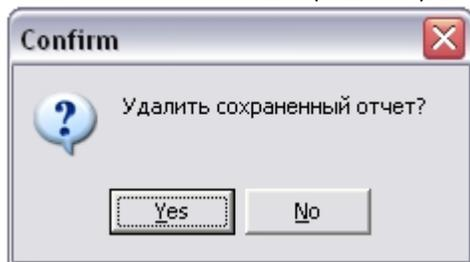 Confirm
Удалить сохраненный отчет?
Yes
No